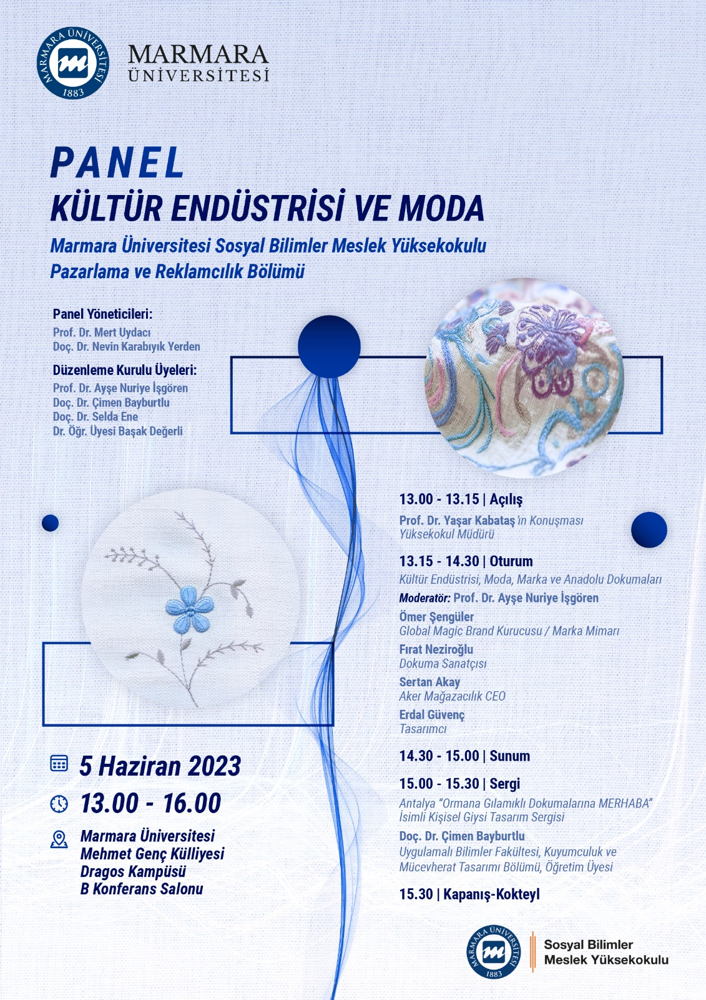 MARMARA ÜNİVERSİTESİ
1883
MARMARA
ÜNİVERSİTESİ
PANEL
KÜLTÜR ENDÜSTRİSİ VE MODA
Marmara Üniversitesi Sosyal Bilimler Meslek Yüksekokulu
Pazarlama ve Reklamcılık Bölümü
Panel Yöneticileri:
Prof. Dr. Mert Uydacı
Doç. Dr. Nevin Karabıyık Yerden
Düzenleme Kurulu Üyeleri:
Prof. Dr. Ayşe Nuriye İşgören
Doç. Dr. Çimen Bayburtlu
Doç. Dr. Selda Ene
Dr. Öğr. Üyesi Başak Değerli
13.00 - 13.15 | Açılış
Prof. Dr. Yaşar Kabataş'ın Konuşması
Yüksekokul Müdürü
13.15 - 14.30 | Oturum
Kültür Endüstrisi, Moda, Marka ve Anadolu Dokumaları
Moderatör: Prof. Dr. Ayşe Nuriye İşgören
Ömer Şengüler
Global Magic Brand Kurucusu / Marka Mimarı
Fırat Neziroğlu
Dokuma Sanatçısı
Sertan Akay
Aker Mağazacılık CEO
Erdal Güvenç
Tasarımcı
14.30 - 15.00 | Sunum
15.00 - 15.30 | Sergi
Antalya “Ormana Gılamıklı Dokumalarına MERHABA”
İsimli Kişisel Giysi Tasarım Sergisi
Doç. Dr. Çimen Bayburtlu
Uygulamalı Bilimler Fakültesi, Kuyumculuk ve
Mücevherat Tasarımı Bölümü, Öğretim Üyesi
15.30 | Kapanış-Kokteyl
5 Haziran 2023
13.00 - 16.00
Marmara Üniversitesi
Mehmet Genç Külliyesi
Dragos Kampüsü
B Konferans Salonu
MARMARA ÜNİVERSİTESİ
1883
Sosyal Bilimler
Meslek Yüksekokulu